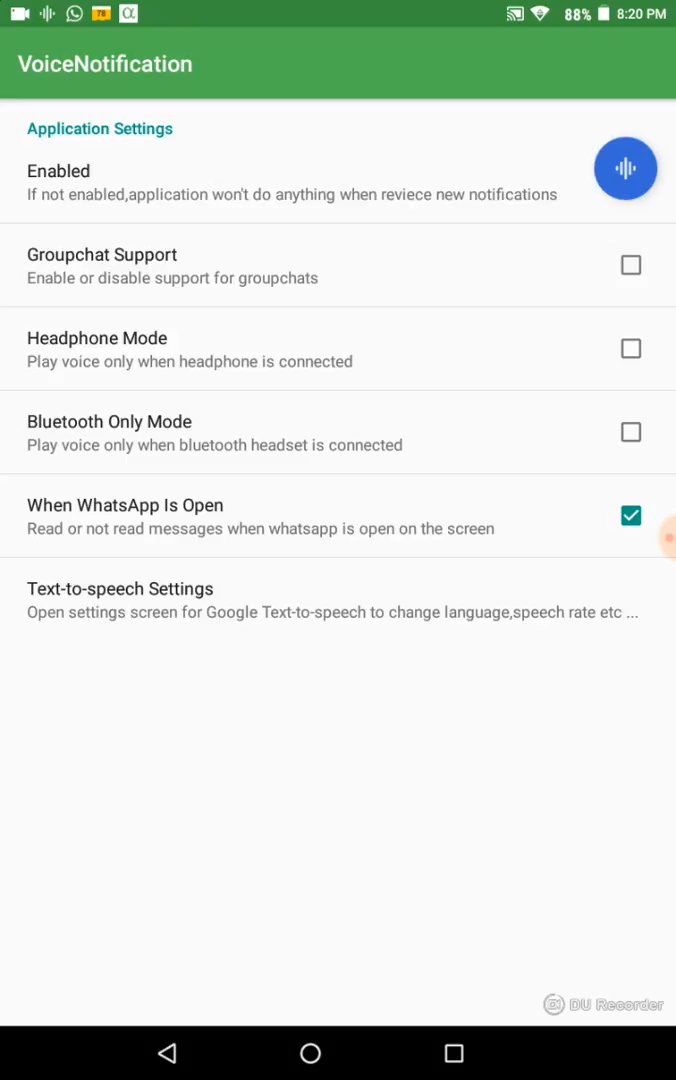 78
α
88%
8:20 PM
VoiceNotification
Application Settings
Enabled
If not enabled,application won't do anything when reviece new notifications
Groupchat Support
Enable or disable support for groupchats
Headphone Mode
Play voice only when headphone is connected
Bluetooth Only Mode
Play voice only when bluetooth headset is connected
When WhatsApp Is Open
Read or not read messages when whatsapp is open on the screen
Text-to-speech Settings
Open settings screen for Google Text-to-speech to change language,speech rate etc ...
DU Recorder